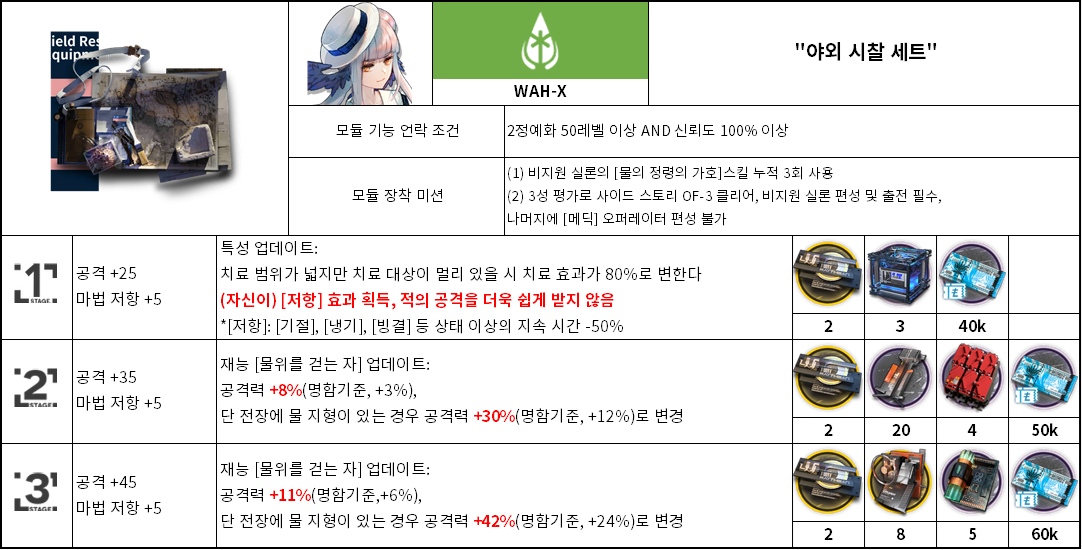 ield Res
quipm
WAH-X
"야외 시찰 세트"
모듈 기능 언락 조건
2정예화 50레벨 이상 AND 신뢰도 100% 이상
모듈 장착 미션
(1) 비지원 실론의 [물의 정령의 가호]스킬 누적 3회 사용
(2) 3성 평가로 사이드 스토리 OF-3 클리어, 비지원 실론 편성 및 출전 필수,
나머지에 [메딕] 오퍼레이터 편성 불가
1
STAGE
공격 +25
마법 저항 +5
특성 업데이트:
치료 범위가 넓지만 치료 대상이 멀리 있을 시 치료 효과가 80%로 변한다
(자신이) [저항] 효과 획득, 적의 공격을 더욱 쉽게 받지 않음
*[저항]: [기절], [냉기], [빙결] 등 상태 이상의 지속 시간 -50%
2
3
40k
2
STAGE
공격 +35
마법 저항 +5
재능 [물위를 걷는 자] 업데이트:
공격력 +8%(명함기준, +3%),
단 전장에 물 지형이 있는 경우 공격력 +30%(명함기준, +12%)로 변경
2
20
4
50k
3
STAGE
공격 +45
마법 저항 +5
재능 [물위를 걷는 자] 업데이트:
공격력 +11%(명함기준,+6%),
단 전장에 물 지형이 있는 경우 공격력 +42%(명함기준, +24%)로 변경
2
8
5
60k